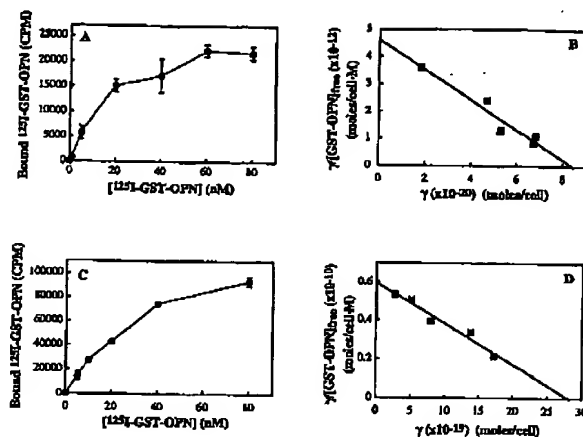 A
Bound ¹²⁵I-GST-OPN (CPM)
25000
20000
15000
10000
5000
0
0 20 40 60 80
[¹²⁵I-GST-OPN] (nM)
B
γ/[GST-OPN]free (x10⁻¹²)
(moles/cell·M)
5
4
3
2
1
0
0 2 4 6 8
γ (x10⁻²⁰) (moles/cell)
C
Bound ¹²⁵I-GST-OPN (CPM)
100000
80000
60000
40000
20000
0
0 20 40 60 80
[¹²⁵I-GST-OPN] (nM)
D
γ/[GST-OPN]free (x10⁻¹⁰)
(moles/cell·M)
0.6
0.4
0.2
0
0 5 10 15 20 25 30
γ (x10⁻¹⁹) (moles/cell)